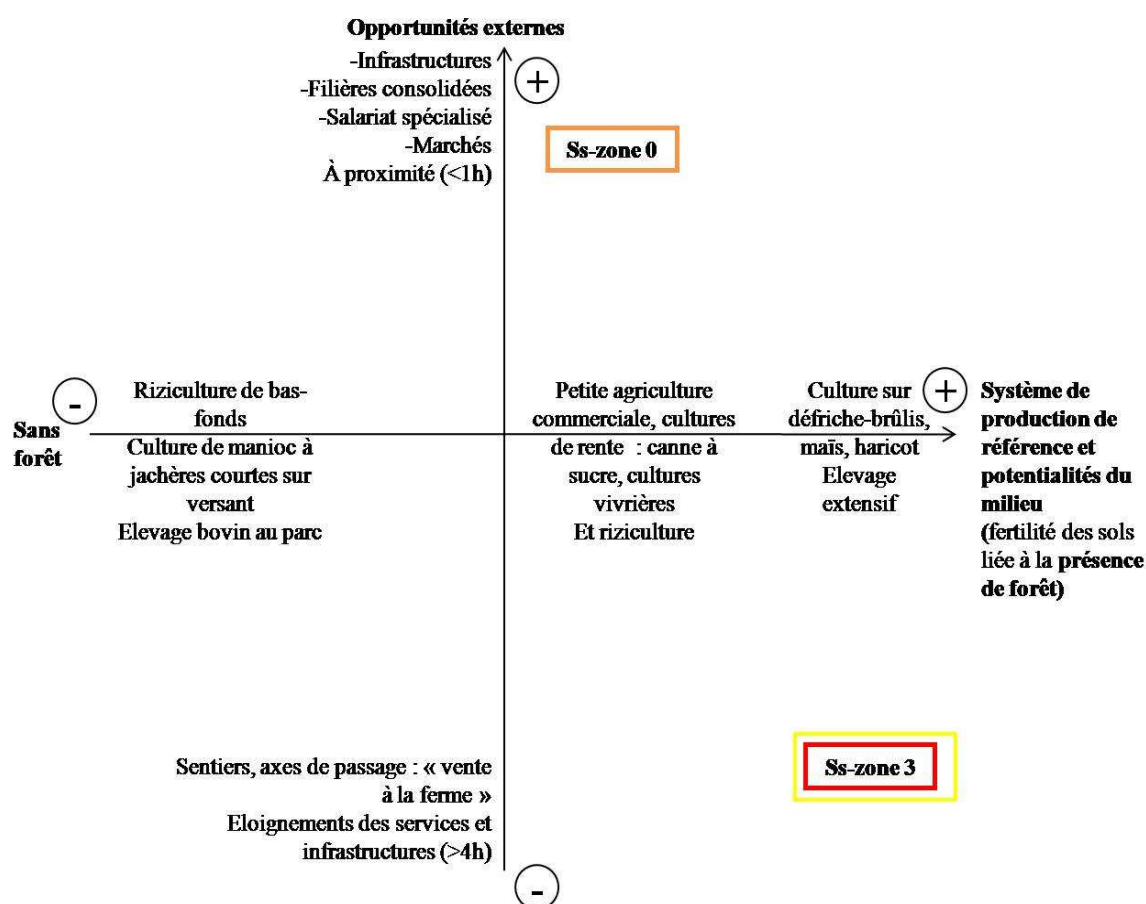 Opportunités externes
-Infrastructures
-Filières consolidées
-Salariat spécialisé
-Marchés
À proximité (<1h)
+
Ss-zone 0
-
Sans
forêt
Riziculture de bas-
fonds
Culture de manioc à
jachères courtes sur
versant
Elevage bovin au parc
Petite agriculture
commerciale, cultures
de rente : canne à
sucre, cultures
vivrières
Et riziculture
Culture sur
défriche-brûlis,
maïs, haricot
Elevage
extensif
+
Système de
production de
référence et
potentialités du
milieu
(fertilité des sols
liée à la présence
de forêt)
Sentiers, axes de passage : « vente
à la ferme »
Eloignements des services et
infrastructures (>4h)
-
Ss-zone 3